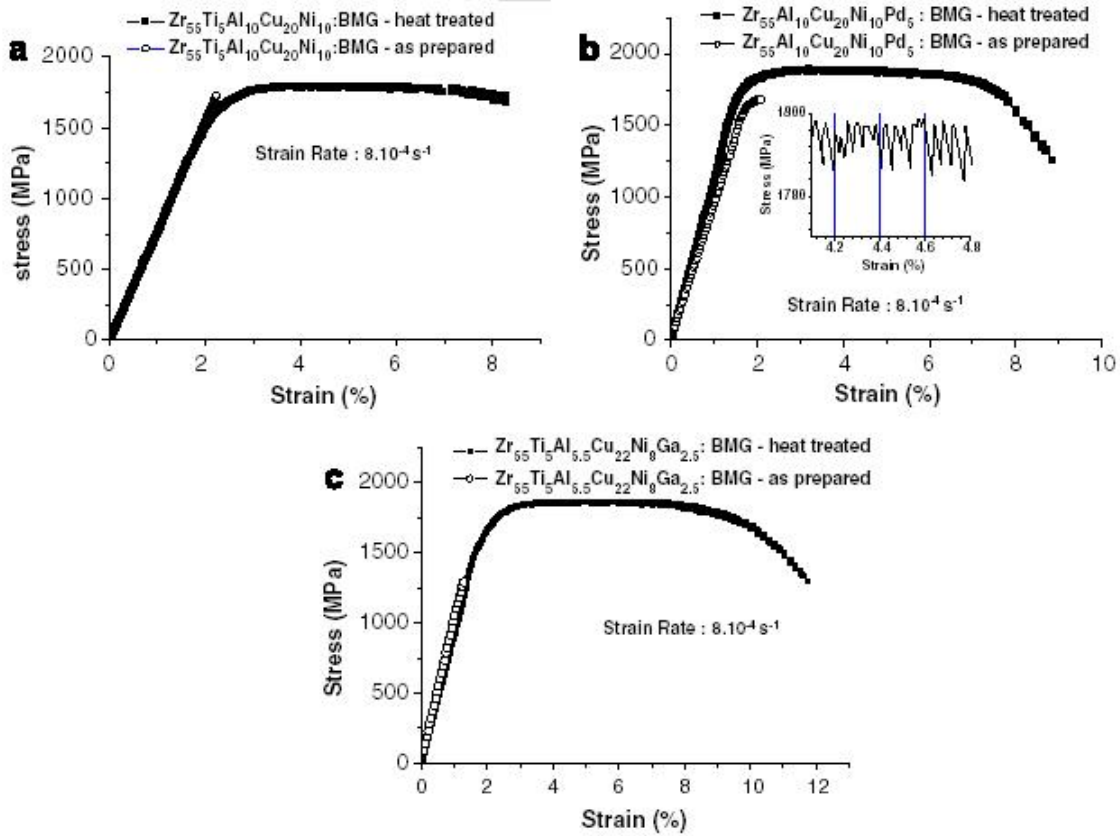 a
Zr55Ti5Al10Cu20Ni10:BMG - heat treated
Zr55Ti5Al10Cu20Ni10:BMG - as prepared
2000
1500
1000
500
0
stress (MPa)
Strain Rate : 8.10-4 s-1
0 2 4 6 8
Strain (%)
b
Zr55Al10Cu20Ni10Pd5 : BMG - heat treated
Zr55Al10Cu20Ni10Pd5 : BMG - as prepared
2000
1500
1000
500
0
Stress (MPa)
1800
1780
Stress (MPa)
4.2 4.4 4.6 4.8
Strain (%)
Strain Rate : 8.10-4 s-1
0 2 4 6 8 10
Strain (%)
c
Zr55Ti5Al5.5Cu22Ni8Ga2.5: BMG - heat treated
Zr55Ti5Al5.5Cu22Ni8Ga2.5: BMG - as prepared
2000
1500
1000
500
0
Stress (MPa)
Strain Rate : 8.10-4 s-1
0 2 4 6 8 10 12
Strain (%)